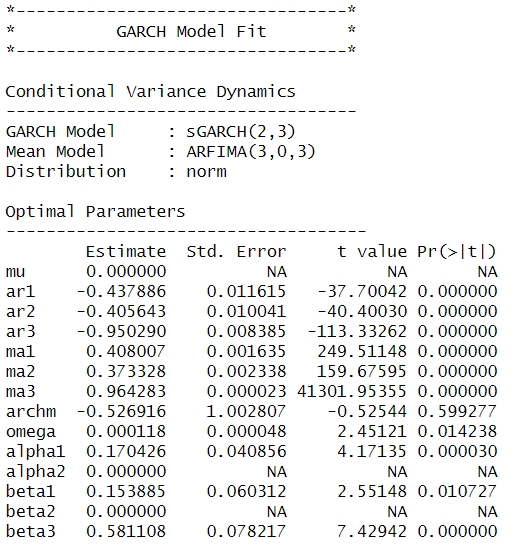 *---------------------------------*
*          GARCH Model Fit        *
*---------------------------------*
Conditional Variance Dynamics
-----------------------------------
GARCH Model     : sGARCH(2,3)
Mean Model      : ARFIMA(3,0,3)
Distribution    : norm
Optimal Parameters
------------------------------------
        Estimate  Std. Error     t value Pr(>|t|)
mu      0.000000          NA          NA       NA
ar1    -0.437886    0.011615   -37.70042 0.000000
ar2    -0.405643    0.010041   -40.40030 0.000000
ar3    -0.950290    0.008385  -113.33262 0.000000
ma1     0.408007    0.001635   249.51148 0.000000
ma2     0.373328    0.002338   159.67595 0.000000
ma3     0.964283    0.000023 41301.95355 0.000000
archm  -0.526916    1.002807    -0.52544 0.599277
omega   0.000118    0.000048     2.45121 0.014238
alpha1  0.170426    0.040856     4.17135 0.000030
alpha2  0.000000          NA          NA       NA
beta1   0.153885    0.060312     2.55148 0.010727
beta2   0.000000          NA          NA       NA
beta3   0.581108    0.078217     7.42942 0.000000